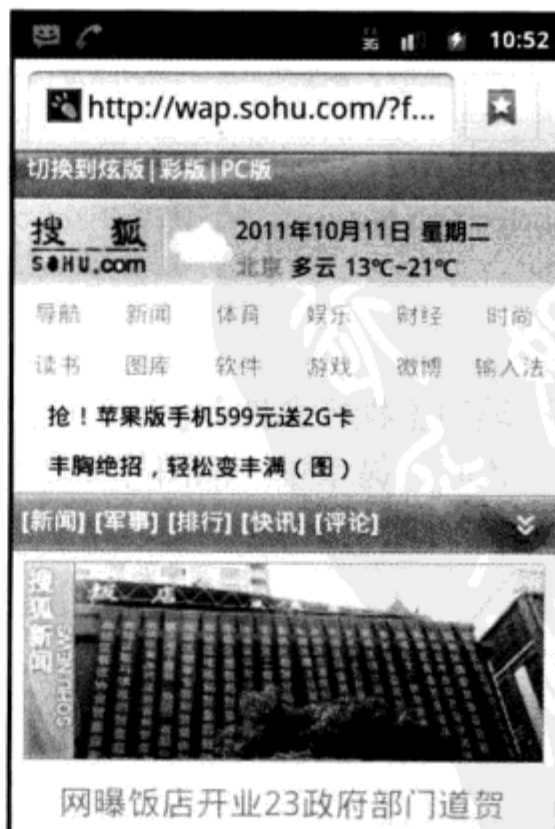 3G 10:52
http://wap.sohu.com/?f...
切换到炫版|彩版|PC版
搜狐 2011年10月11日 星期二
SOHU.com 北京 多云 13℃~21℃
导航 新闻 体育 娱乐 财经 时尚
读书 图库 软件 游戏 微博 输入法
抢！苹果版手机599元送2G卡
丰胸绝招，轻松变丰满（图）
[新闻] [军事] [排行] [快讯] [评论]
搜狐新闻
SOHU NEWS
饭店
网曝饭店开业23政府部门道贺